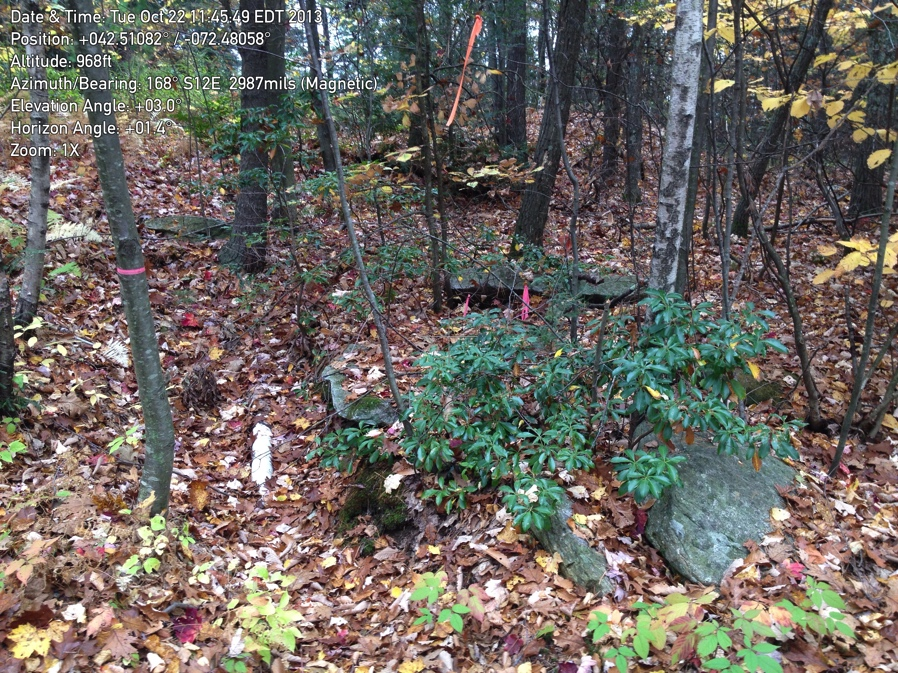 Date & Time: Tue Oct 22 11:45:49 EDT 2013
Position: +042.51082° / -072.48058°
Altitude: 968ft
Azimuth/Bearing: 168° S12E 2987mils (Magnetic)
Elevation Angle: +03.0°
Horizon Angle: +01.4°
Zoom: 1X